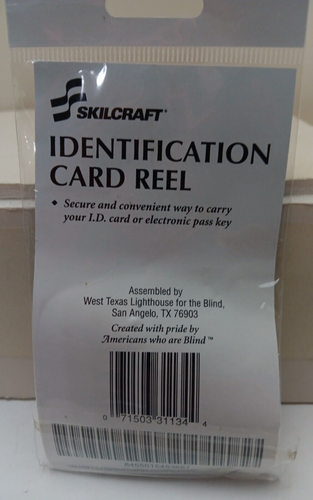 SKILCRAFT
IDENTIFICATION
CARD REEL
◆ Secure and convenient way to carry
your I.D. card or electronic pass key
Assembled by
West Texas Lighthouse for the Blind,
San Angelo, TX 76903
Created with pride by
Americans who are Blind™
0 71503 31134 4